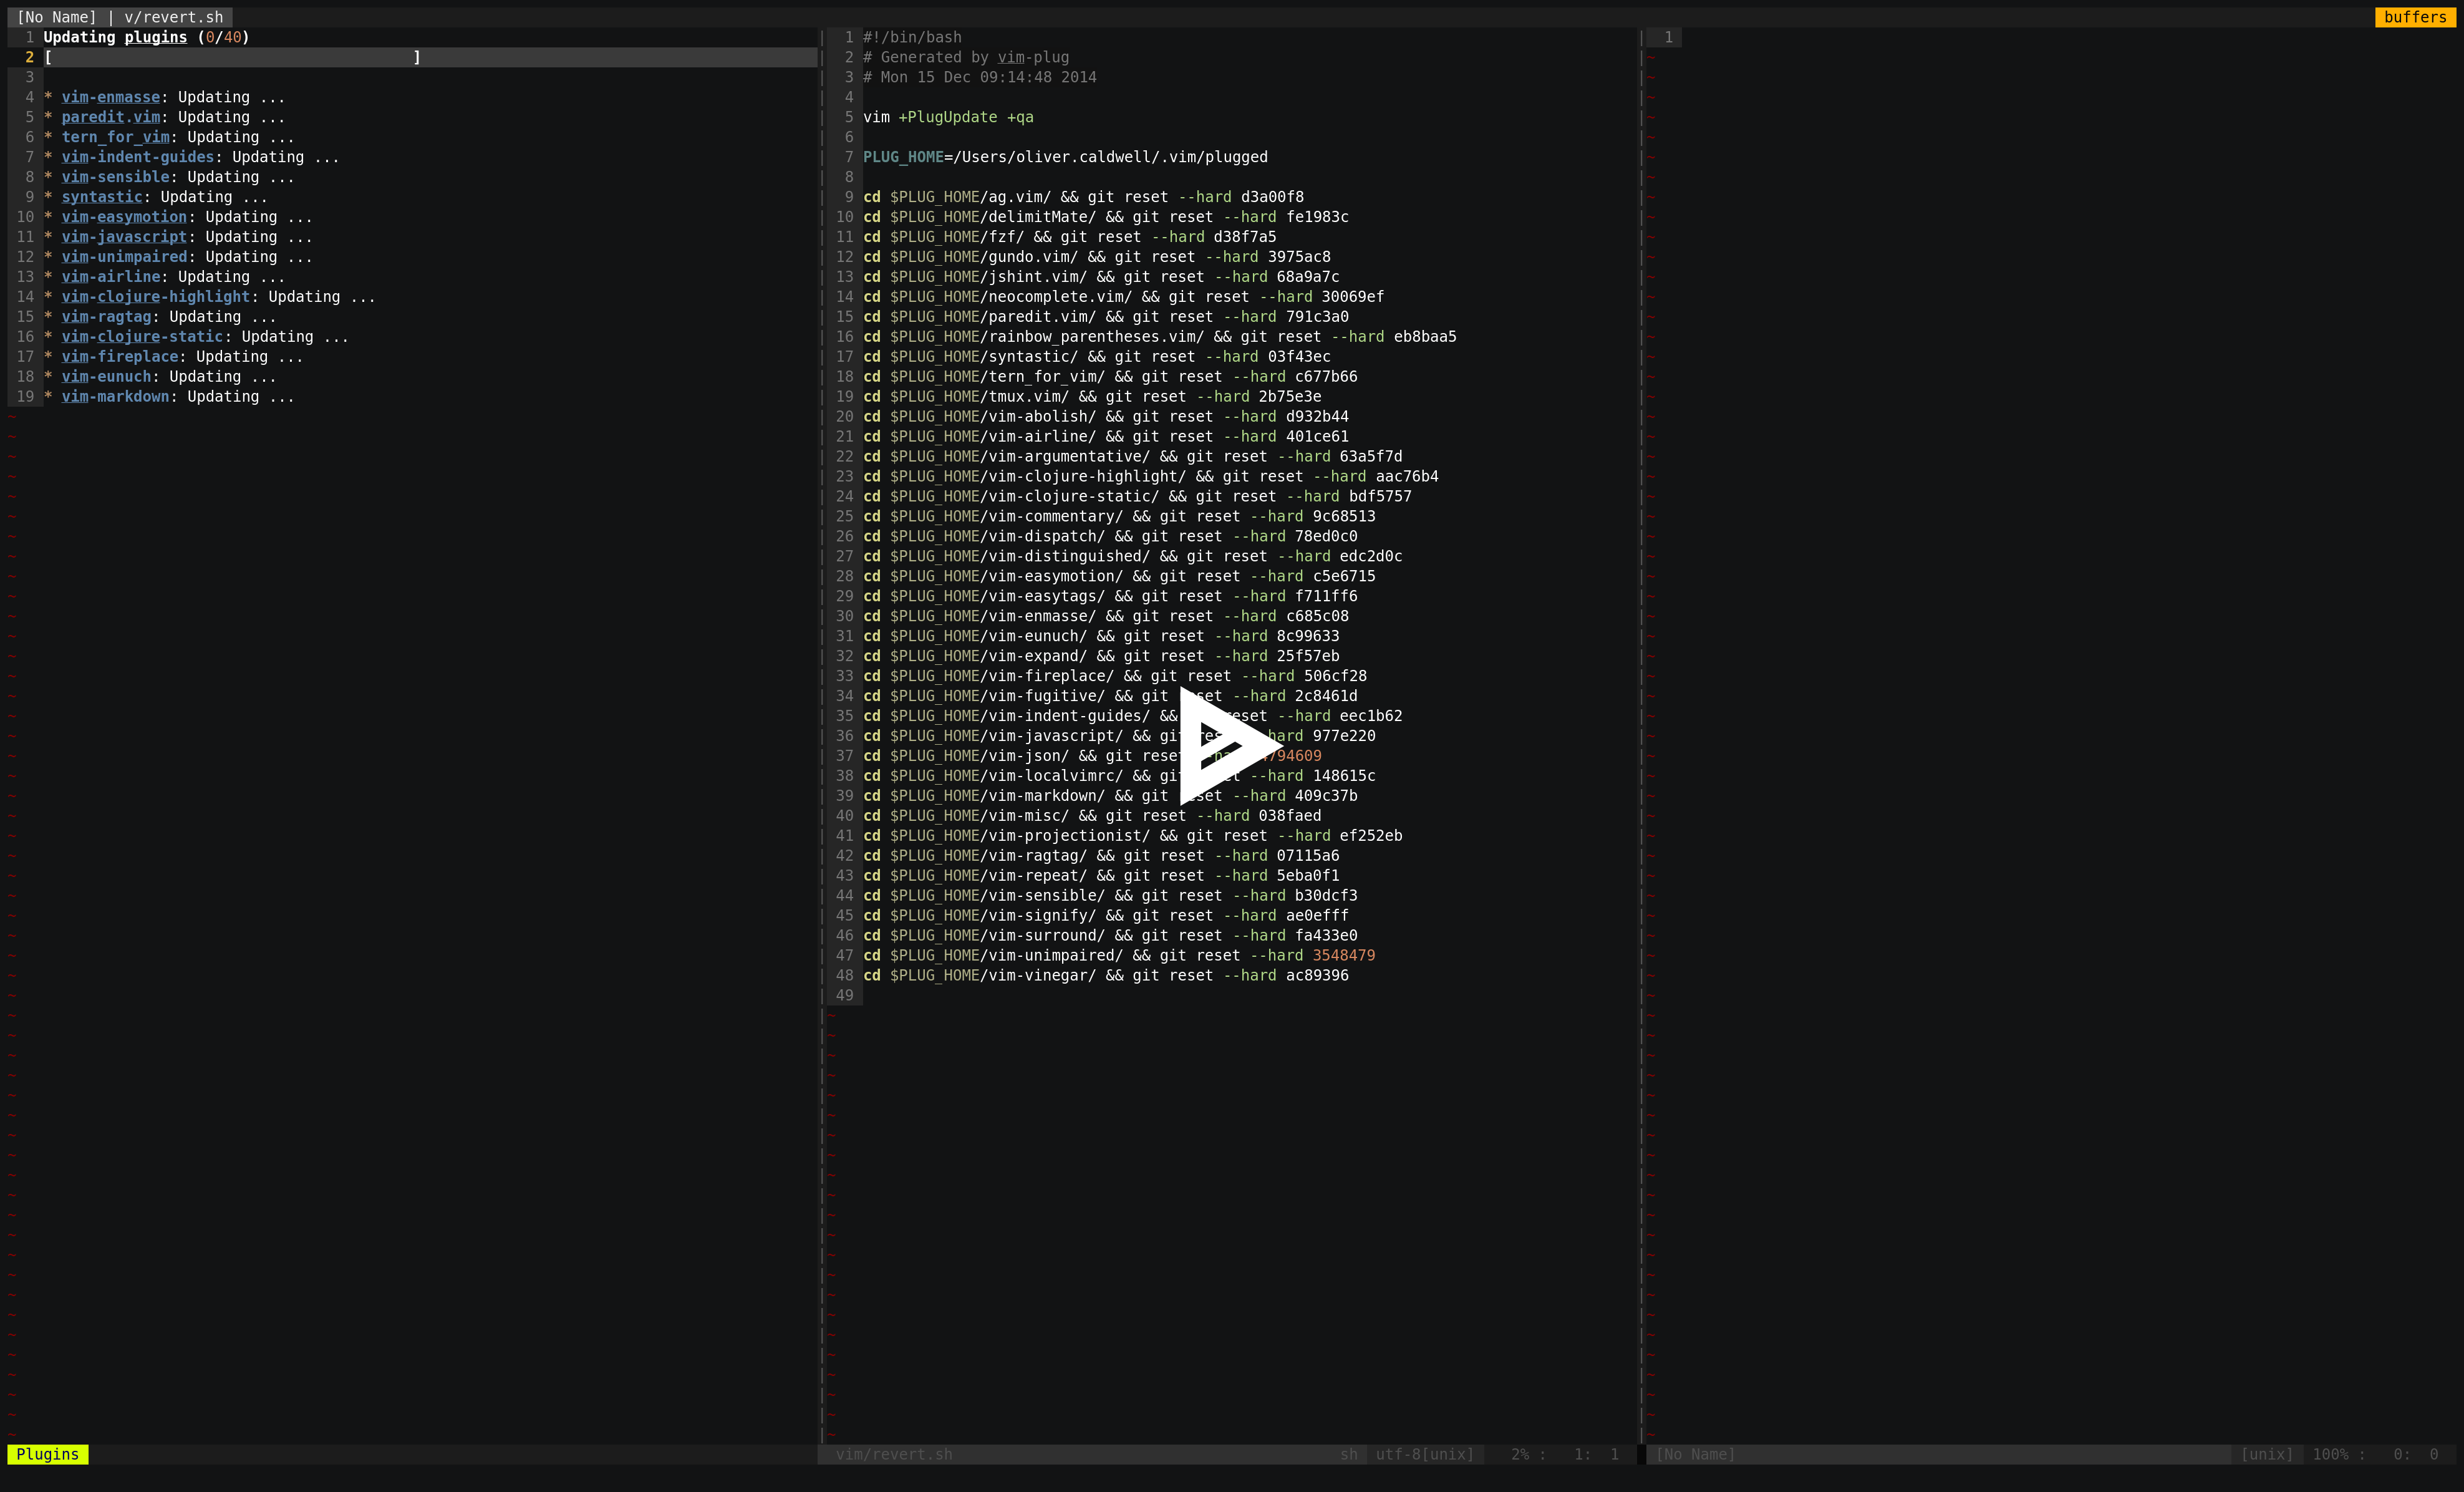 [No Name] | v/revert.sh
buffers
1 Updating plugins (0/40)
2 [ ]
3
4 * vim-enmasse: Updating ...
5 * paredit.vim: Updating ...
6 * tern_for_vim: Updating ...
7 * vim-indent-guides: Updating ...
8 * vim-sensible: Updating ...
9 * syntastic: Updating ...
10 * vim-easymotion: Updating ...
11 * vim-javascript: Updating ...
12 * vim-unimpaired: Updating ...
13 * vim-airline: Updating ...
14 * vim-clojure-highlight: Updating ...
15 * vim-ragtag: Updating ...
16 * vim-clojure-static: Updating ...
17 * vim-fireplace: Updating ...
18 * vim-eunuch: Updating ...
19 * vim-markdown: Updating ...
1 #!/bin/bash
2 # Generated by vim-plug
3 # Mon 15 Dec 09:14:48 2014
4
5 vim +PlugUpdate +qa
6
7 PLUG_HOME=/Users/oliver.caldwell/.vim/plugged
8
9 cd $PLUG_HOME/ag.vim/ && git reset --hard d3a00f8
10 cd $PLUG_HOME/delimitMate/ && git reset --hard fe1983c
11 cd $PLUG_HOME/fzf/ && git reset --hard d38f7a5
12 cd $PLUG_HOME/gundo.vim/ && git reset --hard 3975ac8
13 cd $PLUG_HOME/jshint.vim/ && git reset --hard 68a9a7c
14 cd $PLUG_HOME/neocomplete.vim/ && git reset --hard 30069ef
15 cd $PLUG_HOME/paredit.vim/ && git reset --hard 791c3a0
16 cd $PLUG_HOME/rainbow_parentheses.vim/ && git reset --hard eb8baa5
17 cd $PLUG_HOME/syntastic/ && git reset --hard 03f43ec
18 cd $PLUG_HOME/tern_for_vim/ && git reset --hard c677b66
19 cd $PLUG_HOME/tmux.vim/ && git reset --hard 2b75e3e
20 cd $PLUG_HOME/vim-abolish/ && git reset --hard d932b44
21 cd $PLUG_HOME/vim-airline/ && git reset --hard 401ce61
22 cd $PLUG_HOME/vim-argumentative/ && git reset --hard 63a5f7d
23 cd $PLUG_HOME/vim-clojure-highlight/ && git reset --hard aac76b4
24 cd $PLUG_HOME/vim-clojure-static/ && git reset --hard bdf5757
25 cd $PLUG_HOME/vim-commentary/ && git reset --hard 9c68513
26 cd $PLUG_HOME/vim-dispatch/ && git reset --hard 78ed0c0
27 cd $PLUG_HOME/vim-distinguished/ && git reset --hard edc2d0c
28 cd $PLUG_HOME/vim-easymotion/ && git reset --hard c5e6715
29 cd $PLUG_HOME/vim-easytags/ && git reset --hard f711ff6
30 cd $PLUG_HOME/vim-enmasse/ && git reset --hard c685c08
31 cd $PLUG_HOME/vim-eunuch/ && git reset --hard 8c99633
32 cd $PLUG_HOME/vim-expand/ && git reset --hard 25f57eb
33 cd $PLUG_HOME/vim-fireplace/ && git reset --hard 506cf28
34 cd $PLUG_HOME/vim-fugitive/ && git reset --hard 2c8461d
35 cd $PLUG_HOME/vim-indent-guides/ && reset --hard eec1b62
36 cd $PLUG_HOME/vim-javascript/ && git 977e220
37 cd $PLUG_HOME/vim-json/ && git reset
38 cd $PLUG_HOME/vim-localvimrc/ && git --hard 148615c
39 cd $PLUG_HOME/vim-markdown/ && git reset --hard 409c37b
40 cd $PLUG_HOME/vim-misc/ && git reset --hard 038faed
41 cd $PLUG_HOME/vim-projectionist/ && git reset --hard ef252eb
42 cd $PLUG_HOME/vim-ragtag/ && git reset --hard 07115a6
43 cd $PLUG_HOME/vim-repeat/ && git reset --hard 5eba0f1
44 cd $PLUG_HOME/vim-sensible/ && git reset --hard b30dcf3
45 cd $PLUG_HOME/vim-signify/ && git reset --hard ae0efff
46 cd $PLUG_HOME/vim-surround/ && git reset --hard fa433e0
47 cd $PLUG_HOME/vim-unimpaired/ && git reset --hard 3548479
48 cd $PLUG_HOME/vim-vinegar/ && git reset --hard ac89396
49
1
Plugins
vim/revert.sh sh utf-8[unix] 2% : 1: 1
[No Name] [unix] 100% : 0: 0